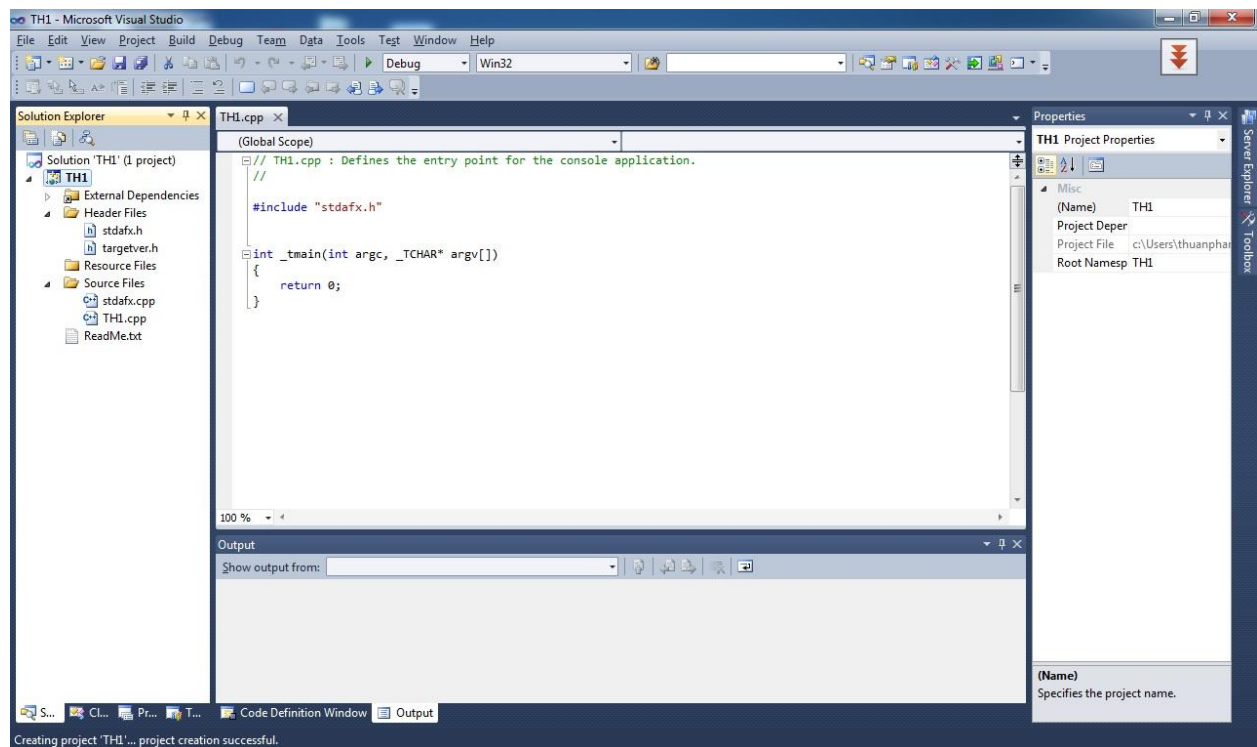 TH1 - Microsoft Visual Studio
File Edit View Project Build Debug Team Data Tools Test Window Help
Debug Win32
Solution Explorer
Solution 'TH1' (1 project)
TH1
External Dependencies
Header Files
stdafx.h
targetver.h
Resource Files
Source Files
stdafx.cpp
TH1.cpp
ReadMe.txt
S... Cl... Pr... T...
TH1.cpp
(Global Scope)
// TH1.cpp : Defines the entry point for the console application.
//
#include "stdafx.h"
int _tmain(int argc, _TCHAR* argv[])
{
return 0;
}
100 %
Output
Show output from:
Code Definition Window Output
Properties
TH1 Project Properties
Misc
(Name) TH1
Project Deper
Project File c:\Users\thuanphar
Root Namesp TH1
(Name)
Specifies the project name.
Server Explorer
Toolbox
Creating project 'TH1'... project creation successful.